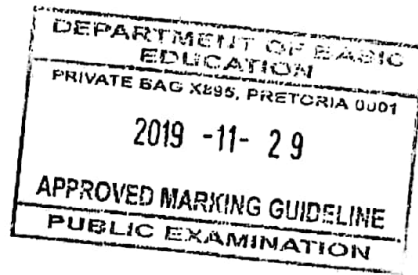 DEPARTMENT OF BASIC
EDUCATION
PRIVATE BAG X895, PRETORIA 0001
2019 -11- 29
APPROVED MARKING GUIDELINE
PUBLIC EXAMINATION